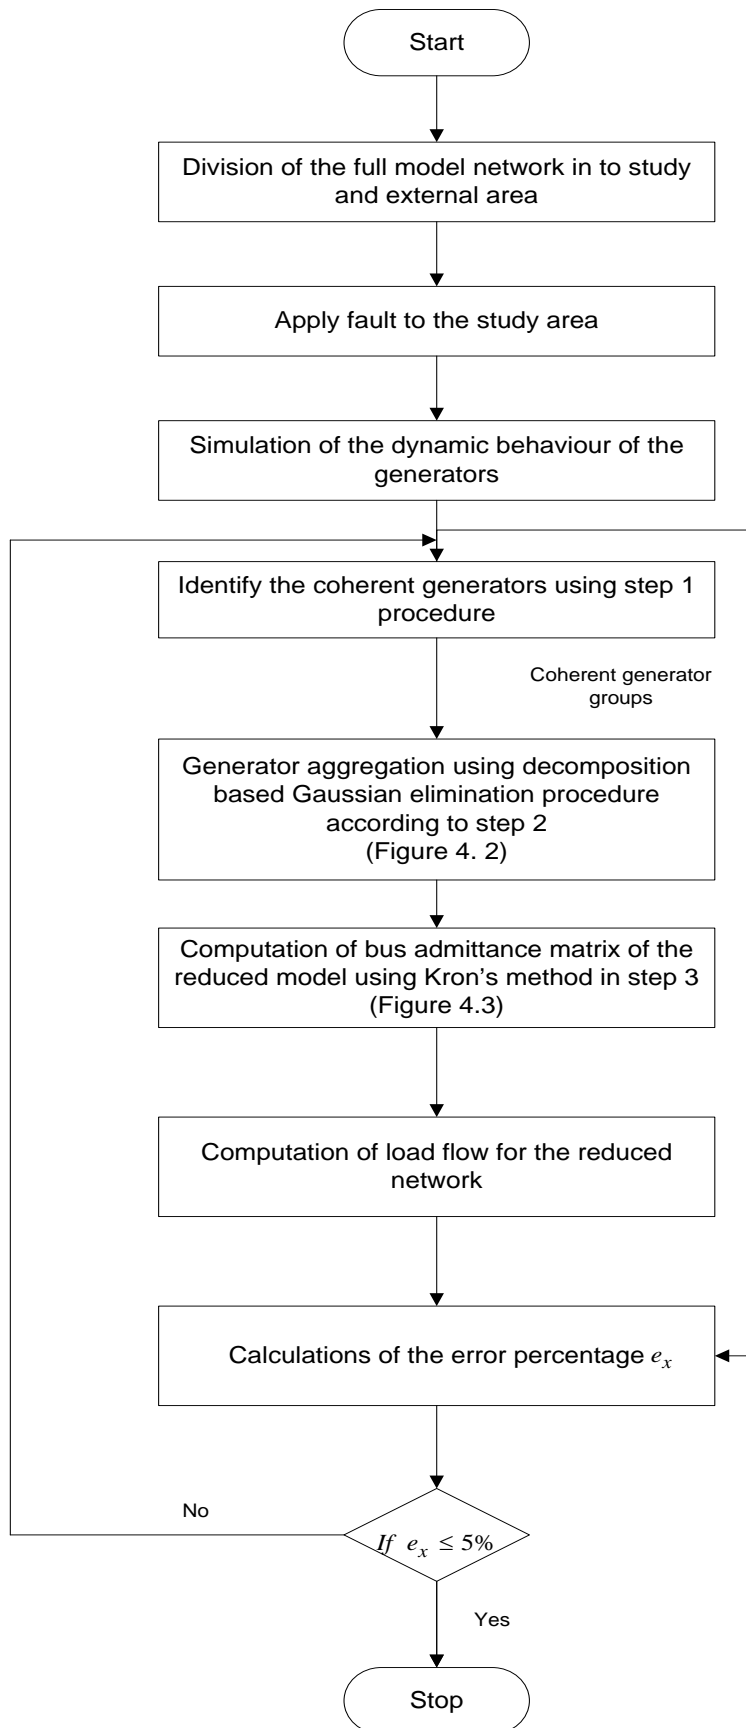 Start
Division of the full model network in to study
and external area
Apply fault to the study area
Simulation of the dynamic behaviour of the
generators
Identify the coherent generators using step 1
procedure
Coherent generator
groups
Generator aggregation using decomposition
based Gaussian elimination procedure
according to step 2
(Figure 4. 2)
Computation of bus admittance matrix of the
reduced model using Kron’s method in step 3
(Figure 4.3)
Computation of load flow for the reduced
network
Calculations of the error percentage eₓ
No
If eₓ ≤ 5%
Yes
Stop